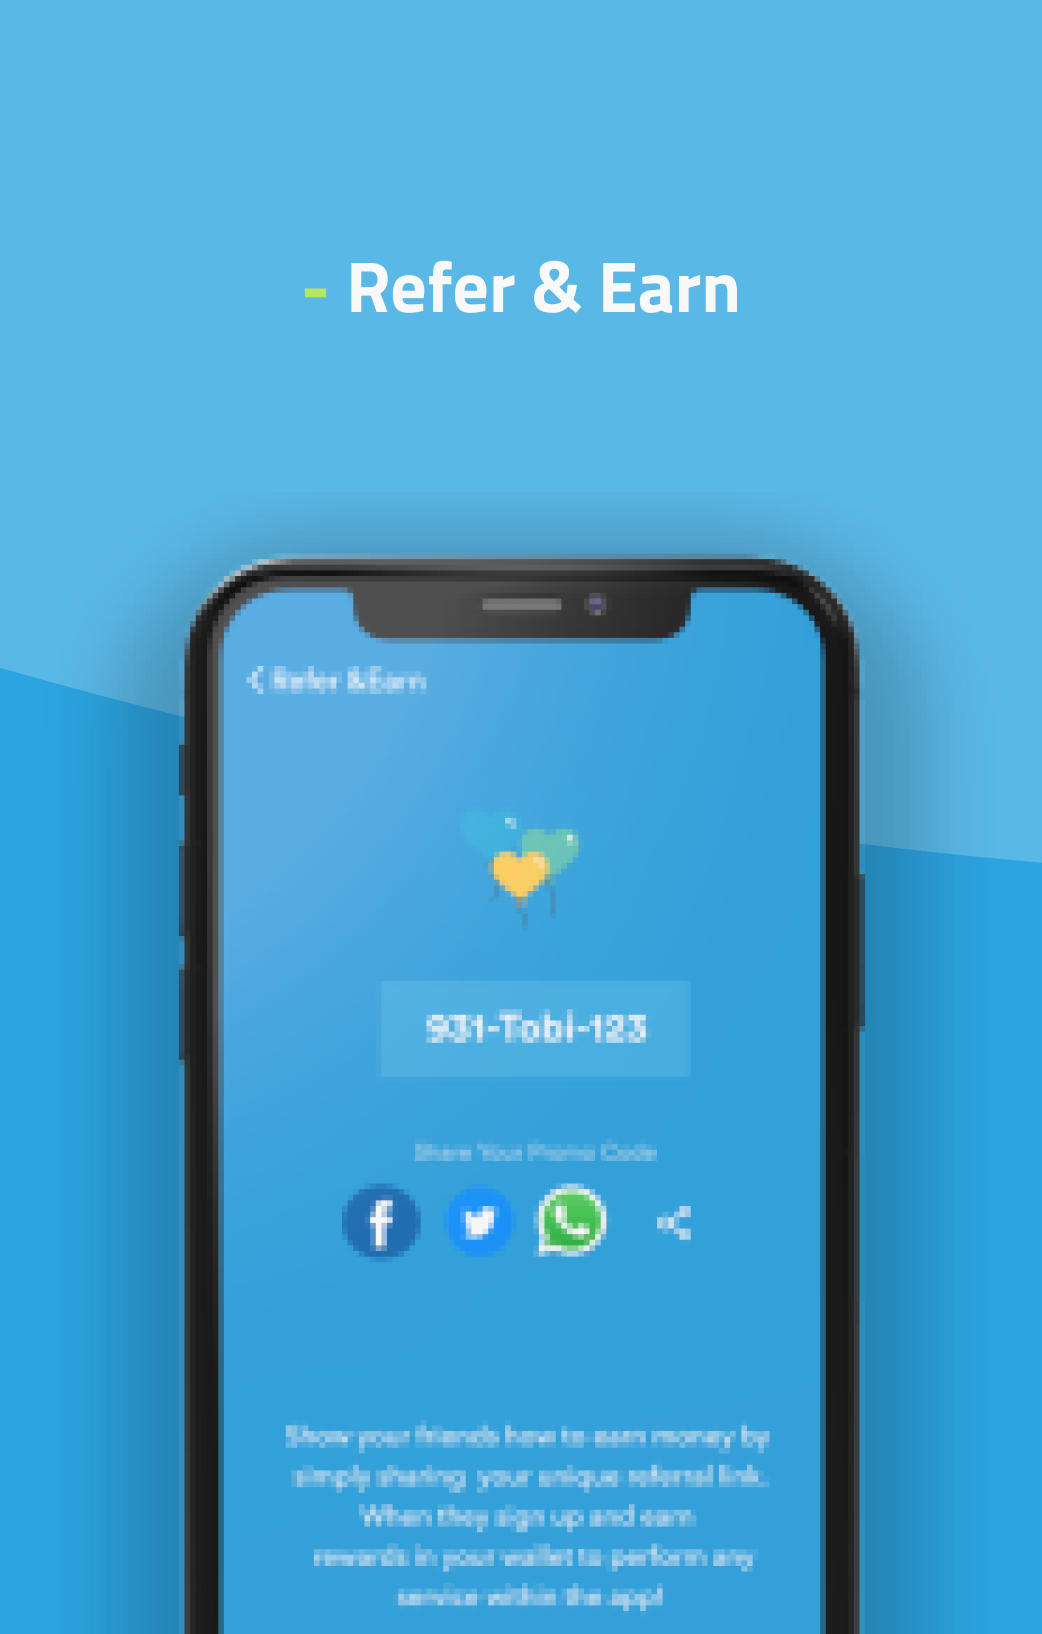 - Refer & Earn
Refer & Earn
931-Tobi-123
Share Your Promo Code
Show your friends how to earn money by
simply sharing your unique referral link.
When they sign up and earn
rewards in your wallet to perform any
service within the app!